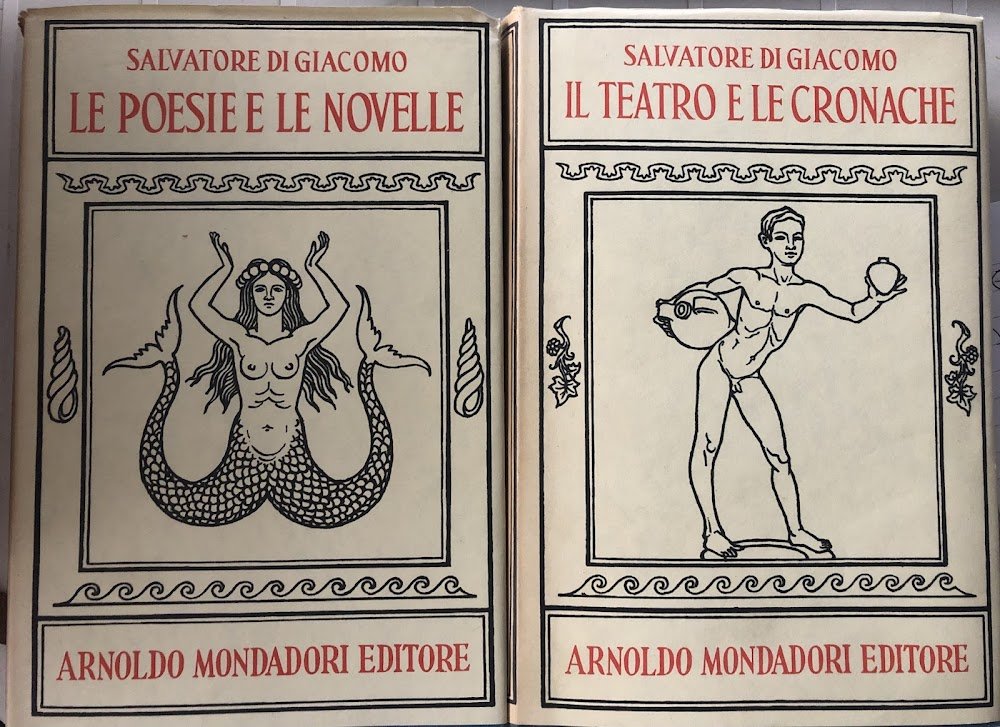 SALVATORE DI GIACOMO
LE POESIE E LE NOVELLE
ARNOLDO MONDADORI EDITORE
SALVATORE DI GIACOMO
IL TEATRO E LE CRONACHE
ARNOLDO MONDADORI EDITORE